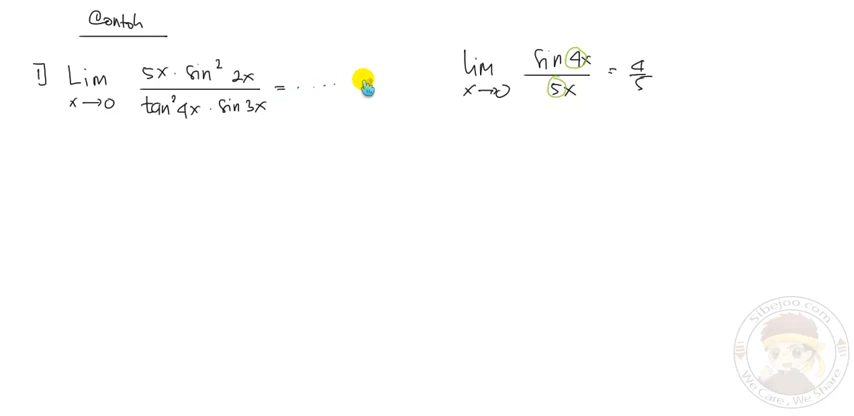 Contoh
1] Lim x→0 5x · sin² 2x / tan² 4x · sin 3x = ....
lim x→0 sin 4x / 5x = 4/5
Sibejoo.com
We Care, We Share